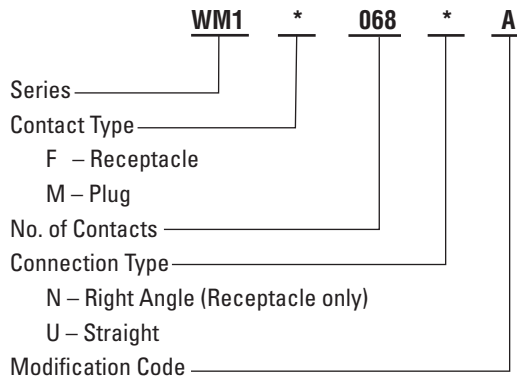 WM1 * 068 * A
Series
Contact Type
F – Receptacle
M – Plug
No. of Contacts
Connection Type
N – Right Angle (Receptacle only)
U – Straight
Modification Code